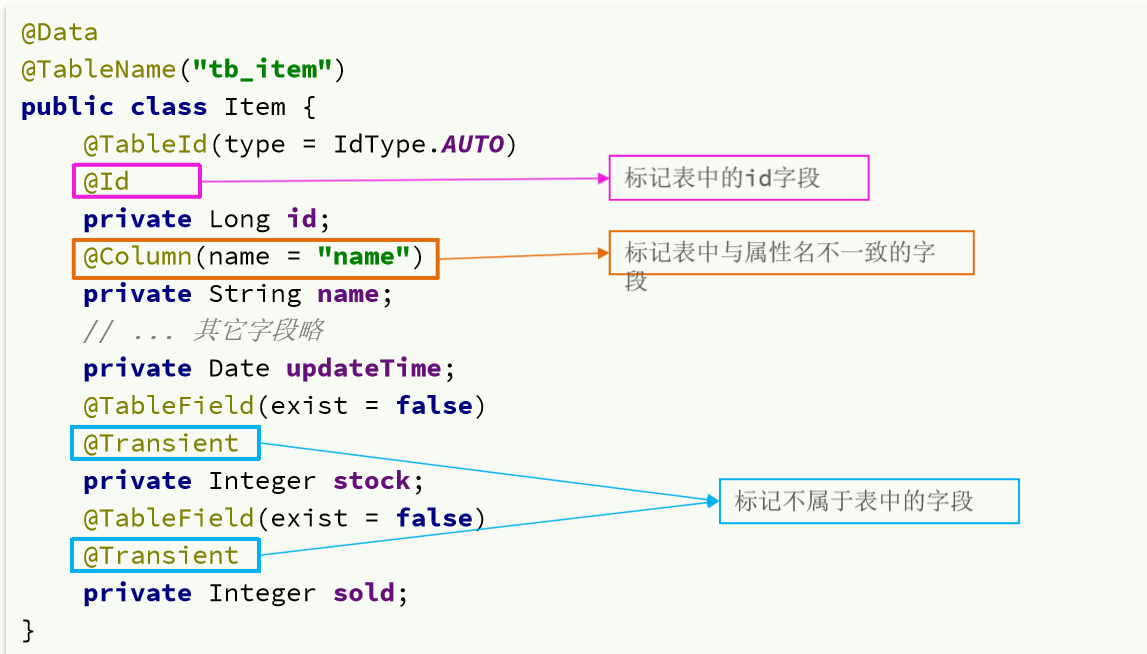 @Data
@TableName("tb_item")
public class Item {
@TableId(type = IdType.AUTO)
@Id
标记表中的id字段
private Long id;
@Column(name = "name")
标记表中与属性名不一致的字
段
private String name;
// ... 其它字段略
private Date updateTime;
@TableField(exist = false)
@Transient
private Integer stock;
标记不属于表中的字段
@TableField(exist = false)
@Transient
private Integer sold;
}